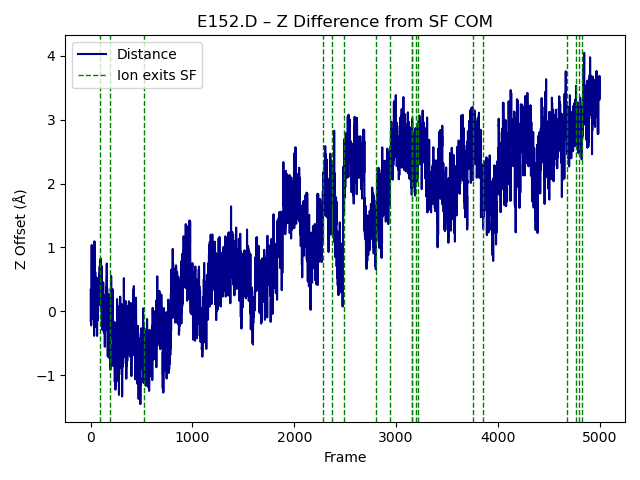 E152.D – Z Difference from SF COM
Distance
Ion exits SF
Z Offset (Å)
4
3
2
1
0
−1
0 1000 2000 3000 4000 5000
Frame